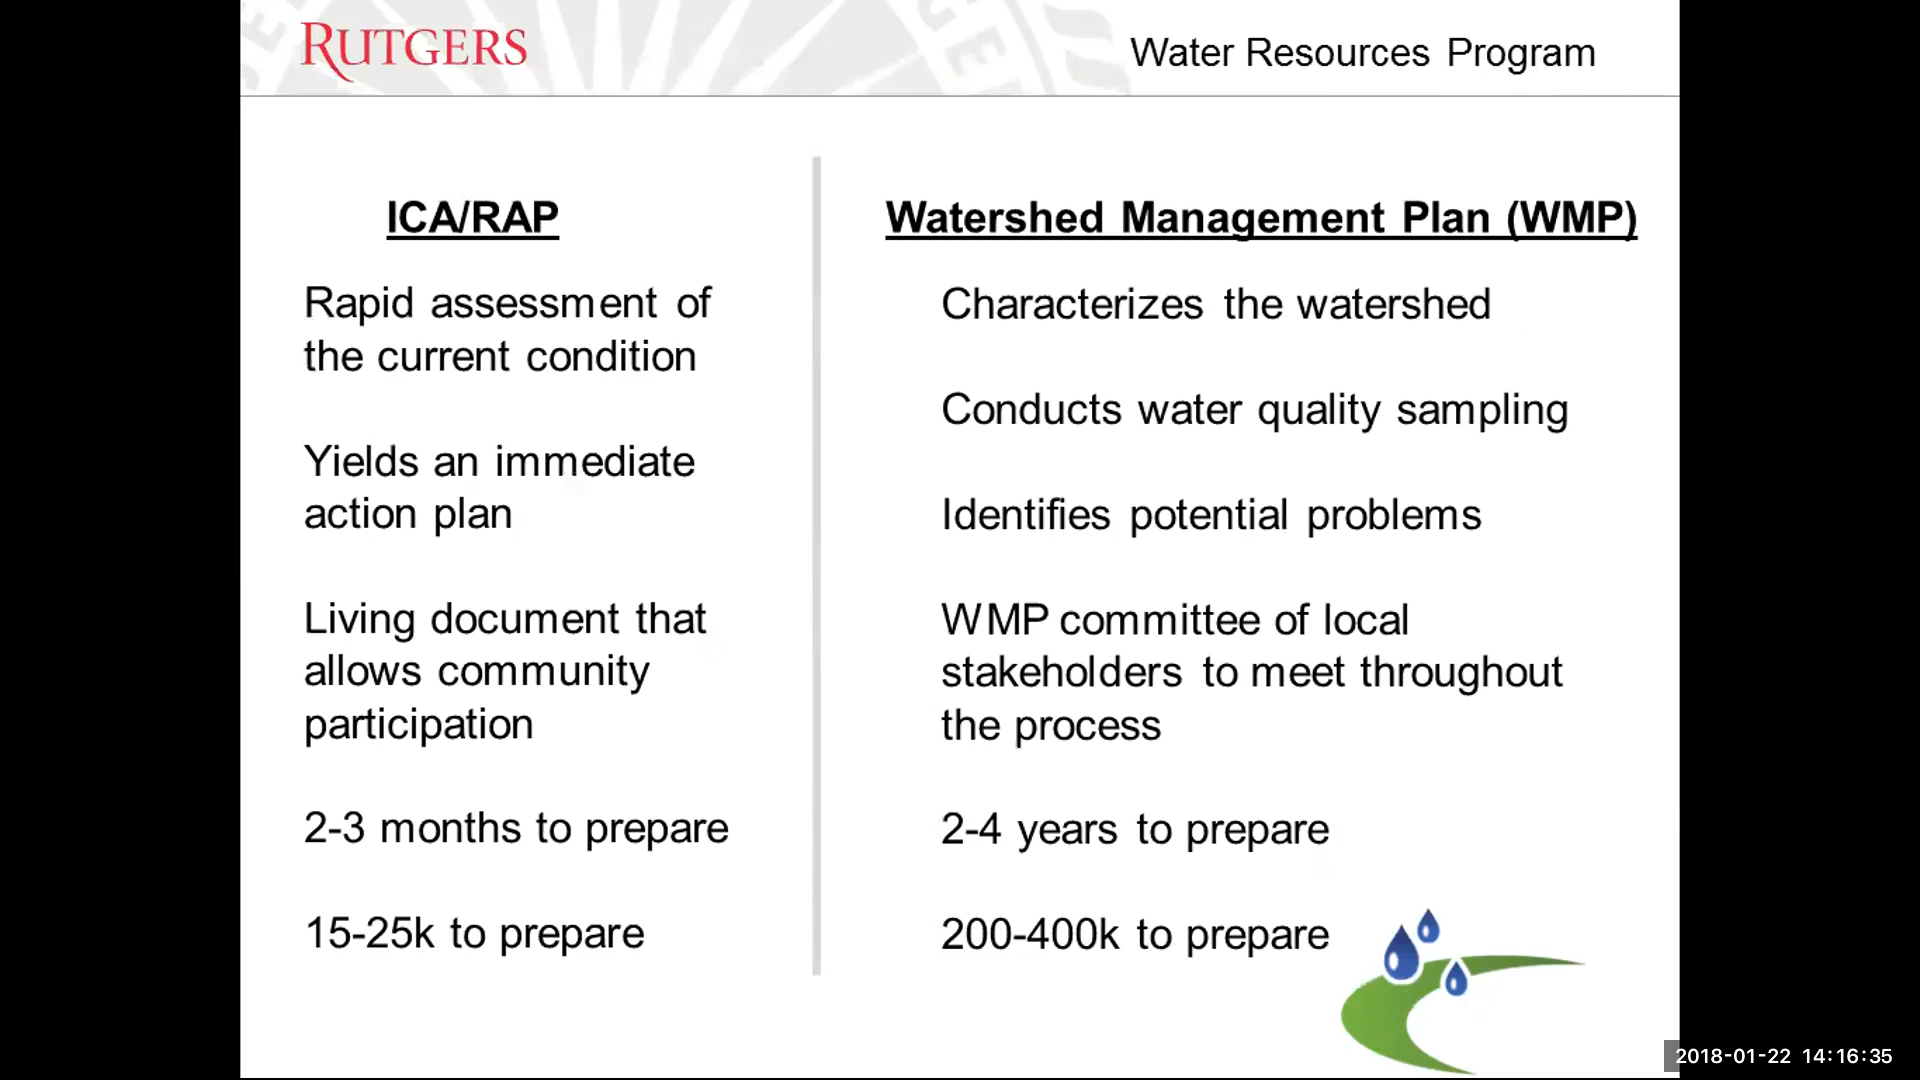 RUTGERS
Water Resources Program
ICA/RAP
Rapid assessment of
the current condition
Yields an immediate
action plan
Living document that
allows community
participation
2-3 months to prepare
15-25k to prepare
Watershed Management Plan (WMP)
Characterizes the watershed
Conducts water quality sampling
Identifies potential problems
WMP committee of local
stakeholders to meet throughout
the process
2-4 years to prepare
200-400k to prepare
2018-01-22 14:16:35